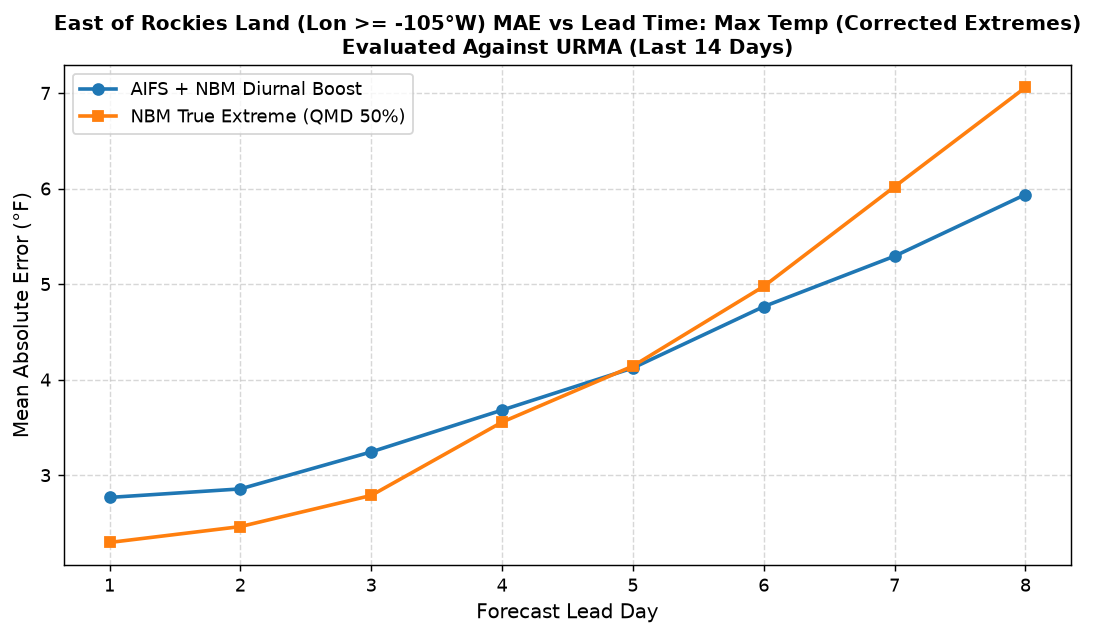 East of Rockies Land (Lon >= -105°W) MAE vs Lead Time: Max Temp (Corrected Extremes)
Evaluated Against URMA (Last 14 Days)
AIFS + NBM Diurnal Boost
NBM True Extreme (QMD 50%)
Mean Absolute Error (°F)
7
6
5
4
3
1 2 3 4 5 6 7 8
Forecast Lead Day